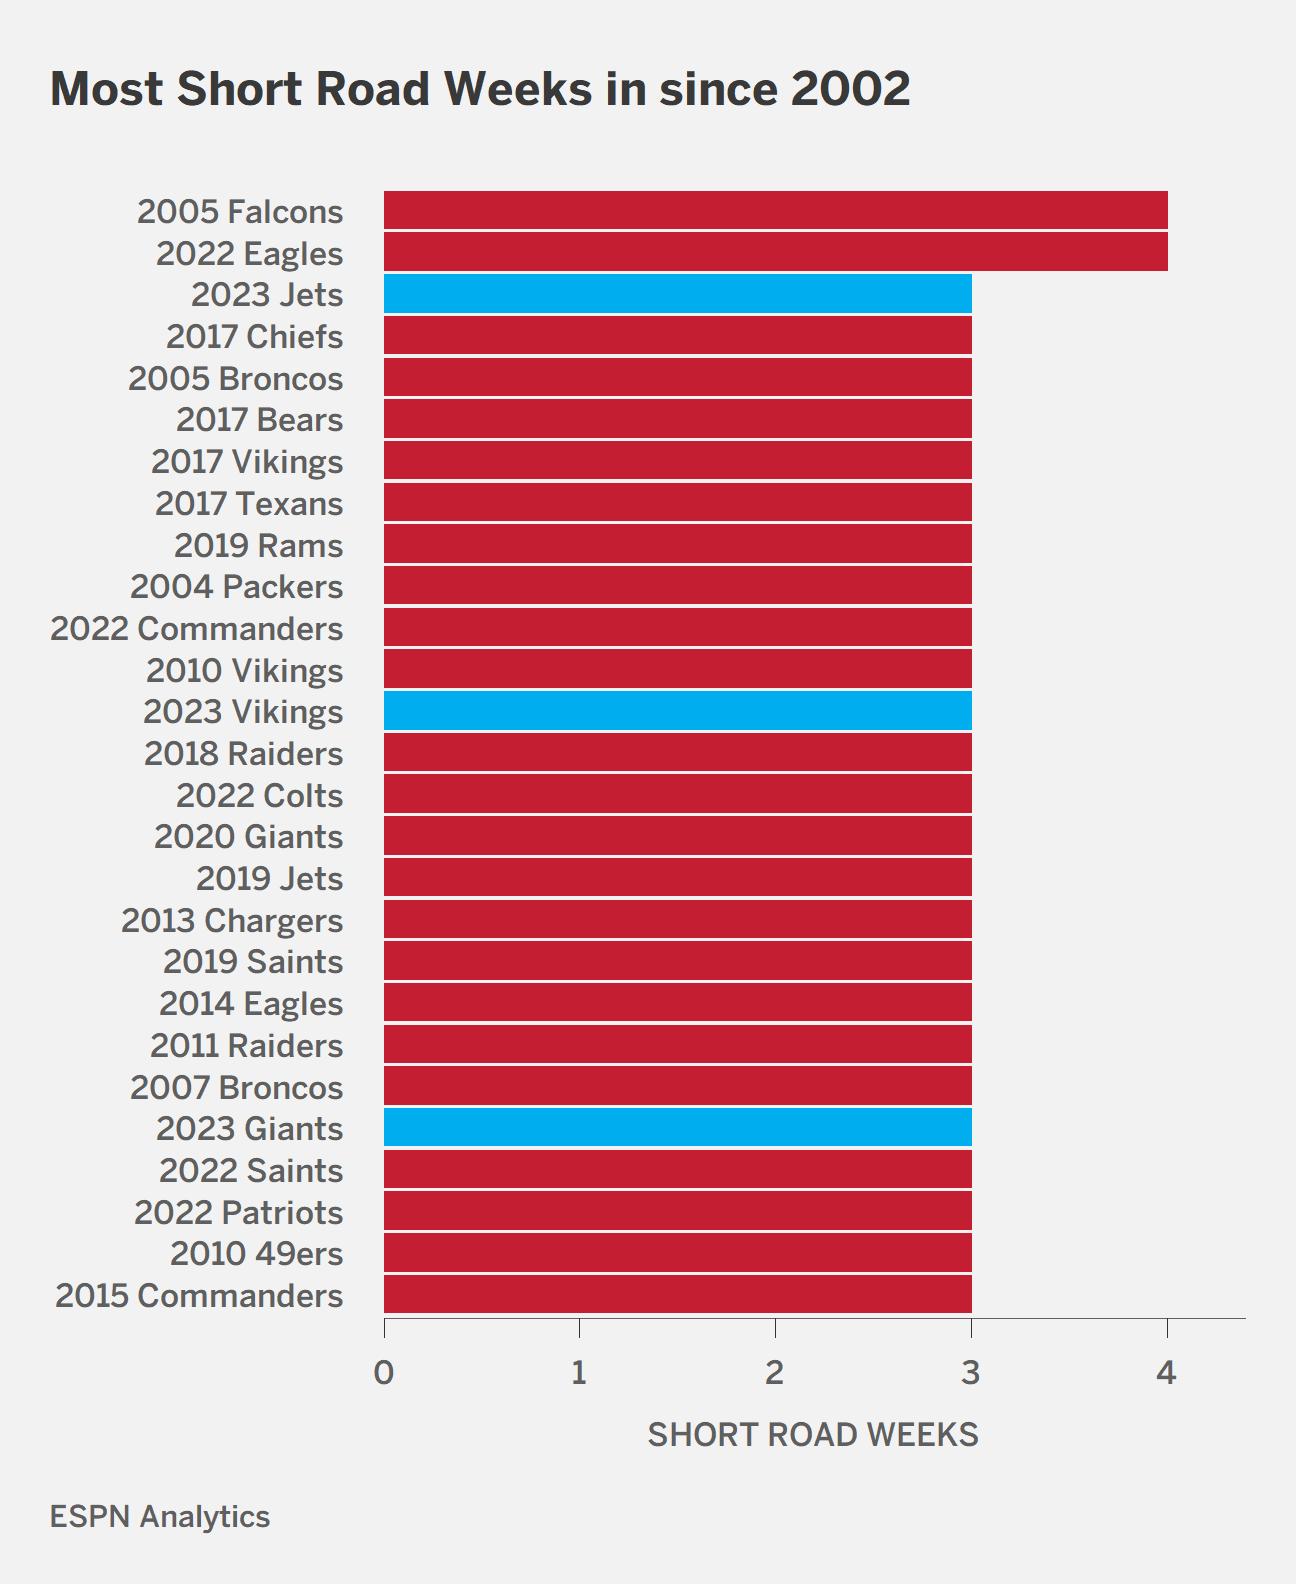 Most Short Road Weeks in since 2002
2005 Falcons
2022 Eagles
2023 Jets
2017 Chiefs
2005 Broncos
2017 Bears
2017 Vikings
2017 Texans
2019 Rams
2004 Packers
2022 Commanders
2010 Vikings
2023 Vikings
2018 Raiders
2022 Colts
2020 Giants
2019 Jets
2013 Chargers
2019 Saints
2014 Eagles
2011 Raiders
2007 Broncos
2023 Giants
2022 Saints
2022 Patriots
2010 49ers
2015 Commanders
0 1 2 3 4
SHORT ROAD WEEKS
ESPN Analytics